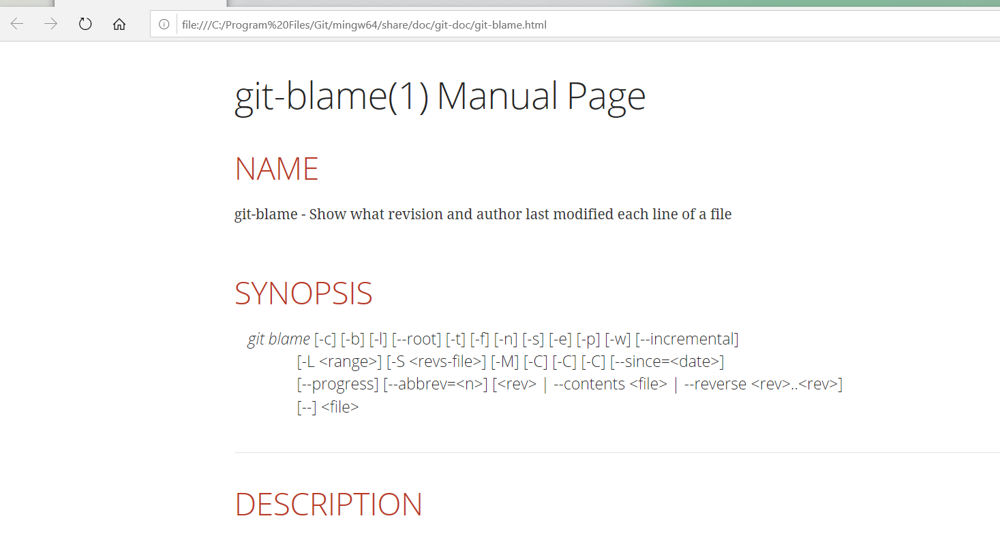 file:///C:/Program%20Files/Git/mingw64/share/doc/git-doc/git-blame.html
git-blame(1) Manual Page
NAME
git-blame - Show what revision and author last modified each line of a file
SYNOPSIS
git blame [-c] [-b] [-l] [--root] [-t] [-f] [-n] [-s] [-e] [-p] [-w] [--incremental]
[-L <range>] [-S <revs-file>] [-M] [-C] [-C] [-C] [--since=<date>]
[--progress] [--abbrev=<n>] [<rev> | --contents <file> | --reverse <rev>..<rev>]
[--] <file>
DESCRIPTION